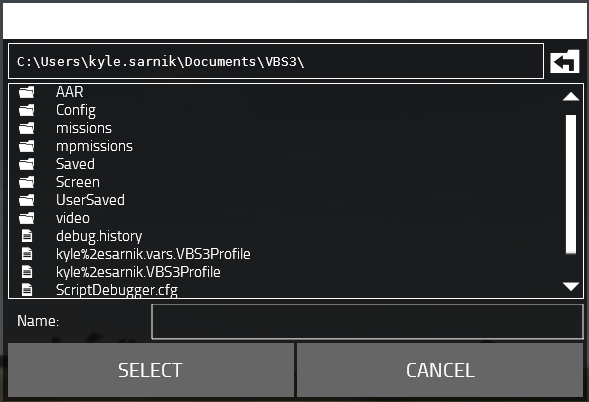 C:\Users\kyle.sarnik\Documents\VBS3\
AAR
Config
missions
mpmissions
Saved
Screen
UserSaved
video
debug.history
kyle%2esarnik.vars.VBS3Profile
kyle%2esarnik.VBS3Profile
ScriptDebugger.cfg
Name:
SELECT CANCEL